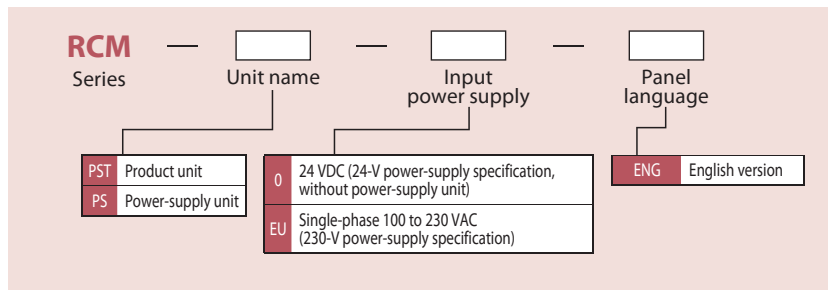 RCM — — —
Series
Unit name
Input
power supply
Panel
language
PST Product unit
PS Power-supply unit
0 24 VDC (24-V power-supply specification,
without power-supply unit)
EU Single-phase 100 to 230 VAC
(230-V power-supply specification)
ENG English version